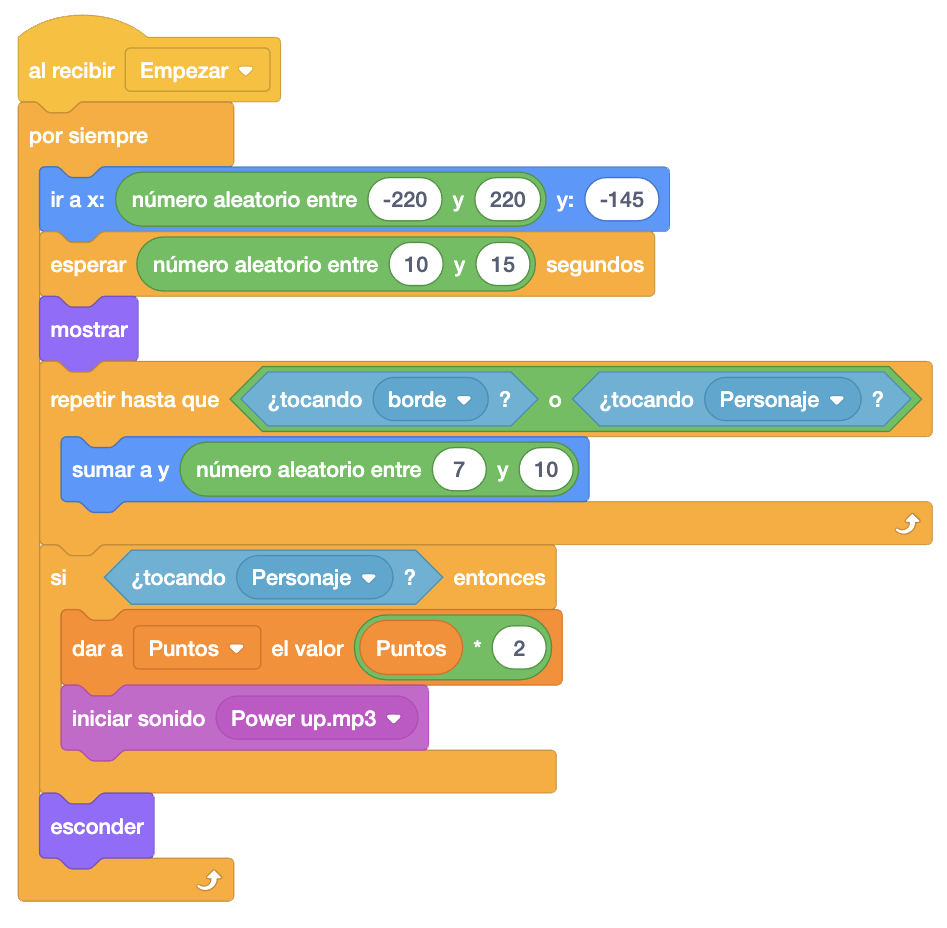 al recibir Empezar
por siempre
ir a x: número aleatorio entre -220 y 220 y: -145
esperar número aleatorio entre 10 y 15 segundos
mostrar
repetir hasta que ¿tocando borde ? o ¿tocando Personaje ?
sumar a y número aleatorio entre 7 y 10
si ¿tocando Personaje ? entonces
dar a Puntos el valor Puntos * 2
iniciar sonido Power up.mp3
esconder